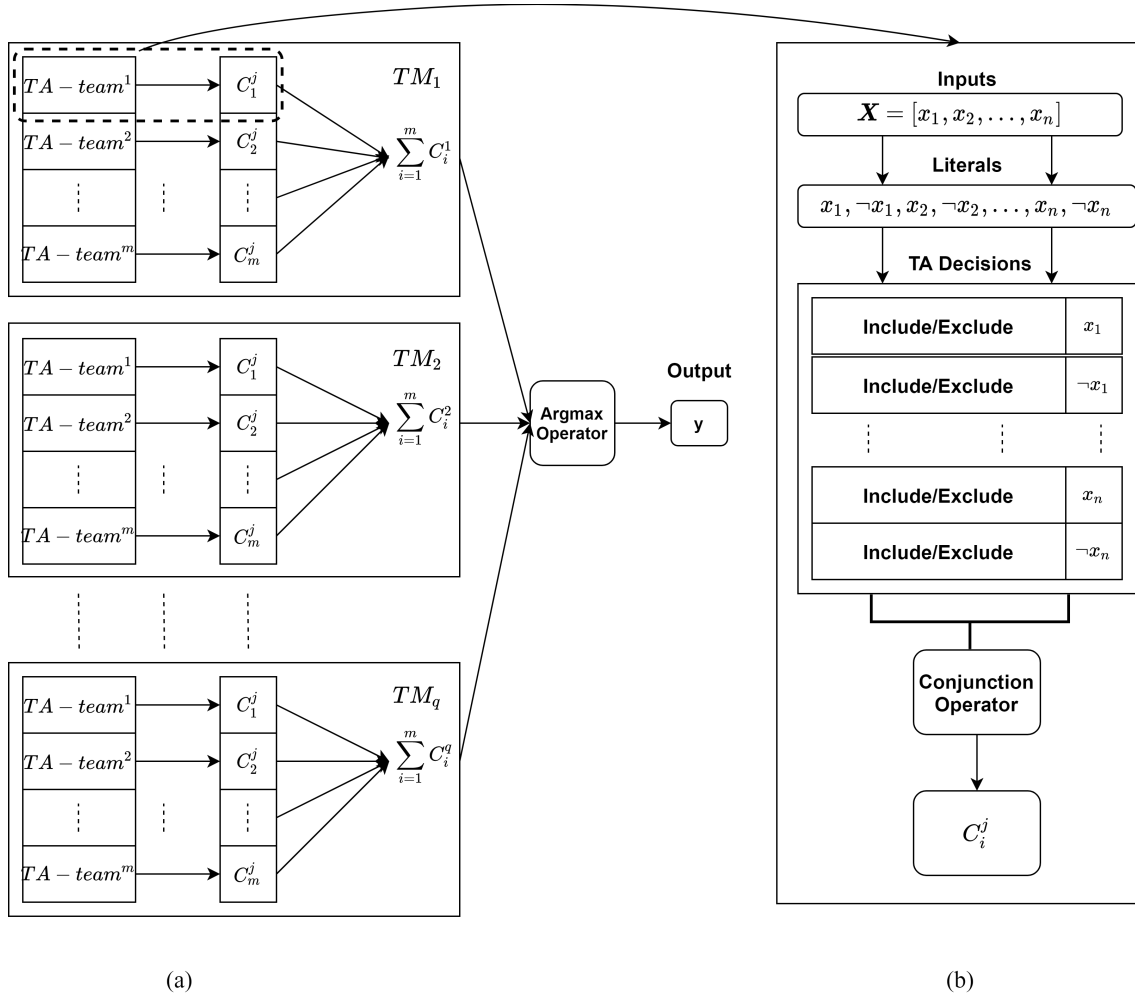 TA − team¹ C₁ʲ TM₁
TA − team² C₂ʲ
∑ᵢ₌₁ᵐ Cᵢ¹
TA − teamᵐ Cₘʲ
TA − team¹ C₁ʲ TM₂
TA − team² C₂ʲ
∑ᵢ₌₁ᵐ Cᵢ²
TA − teamᵐ Cₘʲ
TA − team¹ C₁ʲ TM_q
TA − team² C₂ʲ
∑ᵢ₌₁ᵐ Cᵢ^q
TA − teamᵐ Cₘʲ
Argmax
Operator
Output
y
(a)
Inputs
X = [x₁, x₂, . . . , xₙ]
Literals
x₁, ¬x₁, x₂, ¬x₂, . . . , xₙ, ¬xₙ
TA Decisions
Include/Exclude x₁
Include/Exclude ¬x₁
Include/Exclude xₙ
Include/Exclude ¬xₙ
Conjunction
Operator
Cᵢʲ
(b)